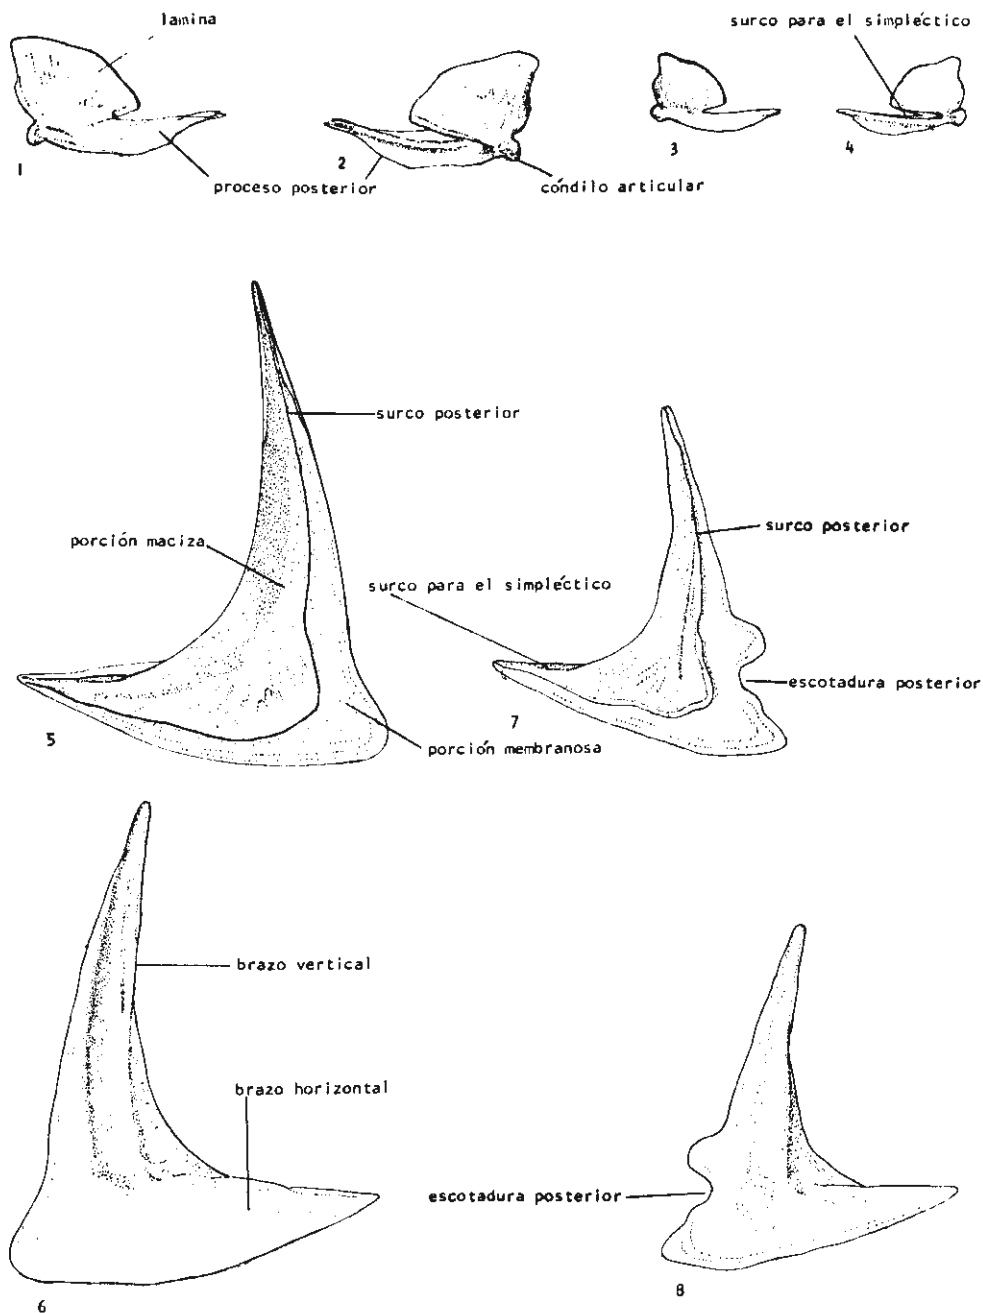 lamina
surco para el simpléctico
1
2
3
4
proceso posterior
cóndilo articular
surco posterior
porción maciza
surco posterior
surco para el simpléctico
escotadura posterior
5
7
porción membranosa
brazo vertical
brazo horizontal
escotadura posterior
6
8